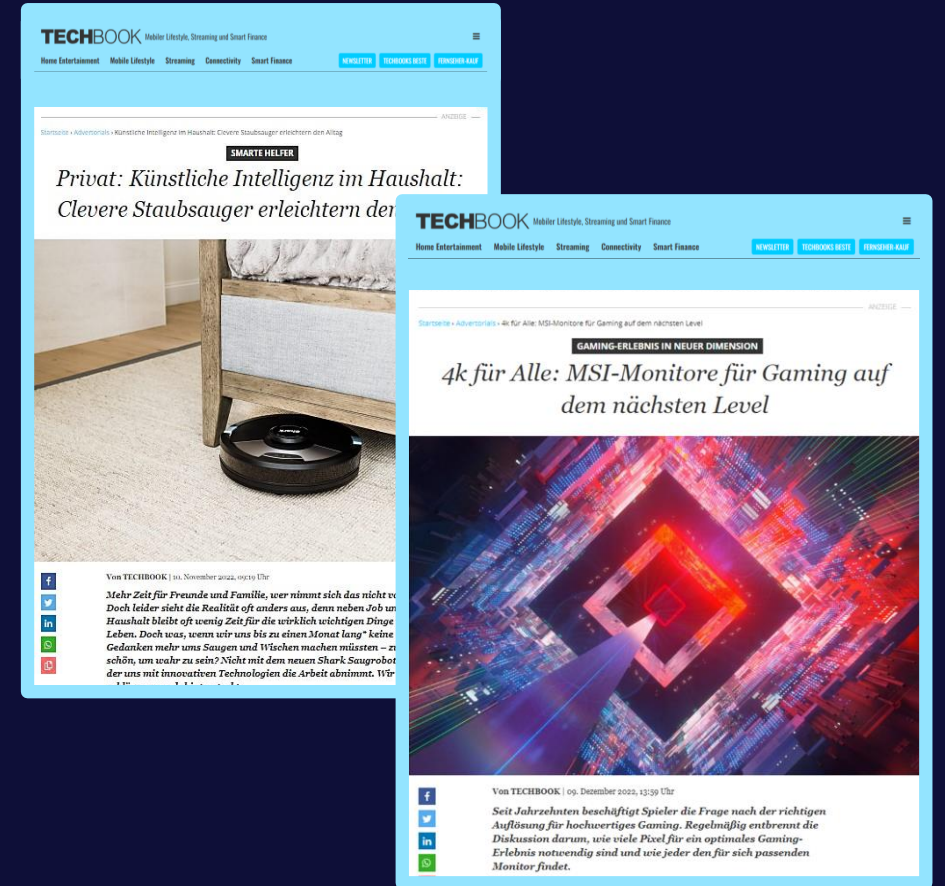 TECHBOOK Mobiler Lifestyle, Streaming und Smart Finance
Home Entertainment Mobile Lifestyle Streaming Connectivity Smart Finance NEWSLETTER TECHBOOKS BESTE FERNSEHER-KAUF
ANZEIGE
Startseite › Advertorials › Künstliche Intelligenz im Haushalt: Clevere Staubsauger erleichtern den Alltag
SMARTE HELFER
Privat: Künstliche Intelligenz im Haushalt:
Clevere Staubsauger erleichtern den
Shark
Von TECHBOOK | 10. November 2022, 09:19 Uhr
Mehr Zeit für Freunde und Familie, wer nimmt sich das nicht
Doch leider sieht die Realität oft anders aus, denn neben Job
Haushalt bleibt oft wenig Zeit für die wirklich wichtigen Dinge
Leben. Doch was, wenn wir uns bis zu einen Monat lang* keine
Gedanken mehr ums Saugen und Wischen machen müssten –
schön, um wahr zu sein? Nicht mit dem neuen Shark Saugrobot
der uns mit innovativen Technologien die Arbeit abnimmt. Wir
TECHBOOK Mobiler Lifestyle, Streaming und Smart Finance
Home Entertainment Mobile Lifestyle Streaming Connectivity Smart Finance NEWSLETTER TECHBOOKS BESTE FERNSEHER-KAUF
ANZEIGE
Startseite › Advertorials › 4k für Alle: MSI-Monitore für Gaming auf dem nächsten Level
GAMING-ERLEBNIS IN NEUER DIMENSION
4k für Alle: MSI-Monitore für Gaming auf
dem nächsten Level
Von TECHBOOK | 09. Dezember 2022, 13:59 Uhr
Seit Jahrzehnten beschäftigt Spieler die Frage nach der richtigen
Auflösung für hochwertiges Gaming. Regelmäßig entbrennt die
Diskussion darum, wie viele Pixel für ein optimales Gaming-
Erlebnis notwendig sind und wie jeder den für sich passenden
Monitor findet.